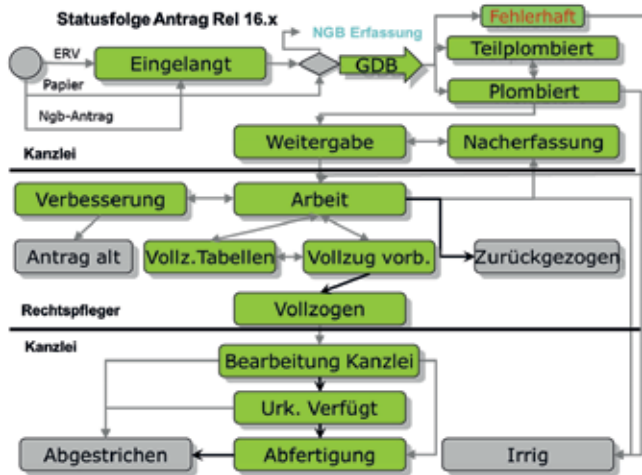 Statusfolge Antrag Rel 16.x
NGB Erfassung
Fehlerhaft
ERV
Eingelangt
GDB
Teilplombiert
Papier
Plombiert
Ngb-Antrag
Weitergabe
Nacherfassung
Kanzlei
Verbesserung
Arbeit
Antrag alt
Vollz.Tabellen
Vollzug vorb.
Zurückgezogen
Vollzogen
Rechtspfleger
Kanzlei
Bearbeitung Kanzlei
Urk. Verfügt
Abgestrichen
Abfertigung
Irrig